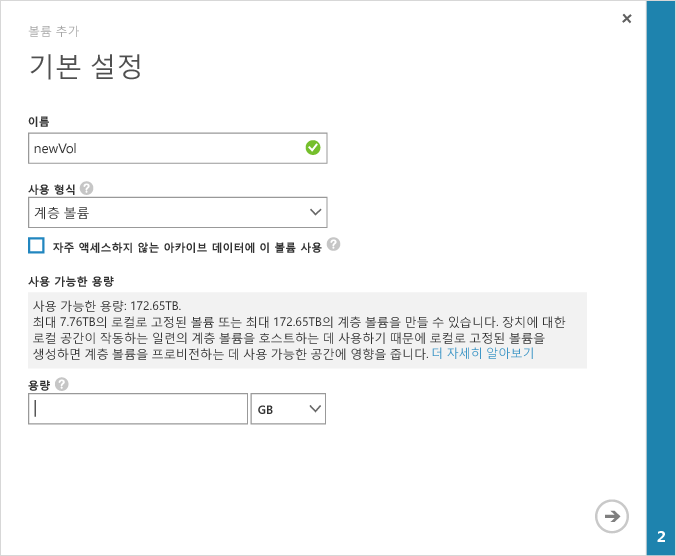 볼륨 추가
기본 설정
이름
newVol
사용 형식 ?
계층 볼륨
자주 액세스하지 않는 아카이브 데이터에 이 볼륨 사용 ?
사용 가능한 용량
사용 가능한 용량: 172.65TB.
최대 7.76TB의 로컬로 고정된 볼륨 또는 최대 172.65TB의 계층 볼륨을 만들 수 있습니다. 장치에 대한
로컬 공간이 작동하는 일련의 계층 볼륨을 호스트하는 데 사용하기 때문에 로컬로 고정된 볼륨을
생성하면 계층 볼륨을 프로비전하는 데 사용 가능한 공간에 영향을 줍니다. 더 자세히 알아보기
용량 ?
GB
2